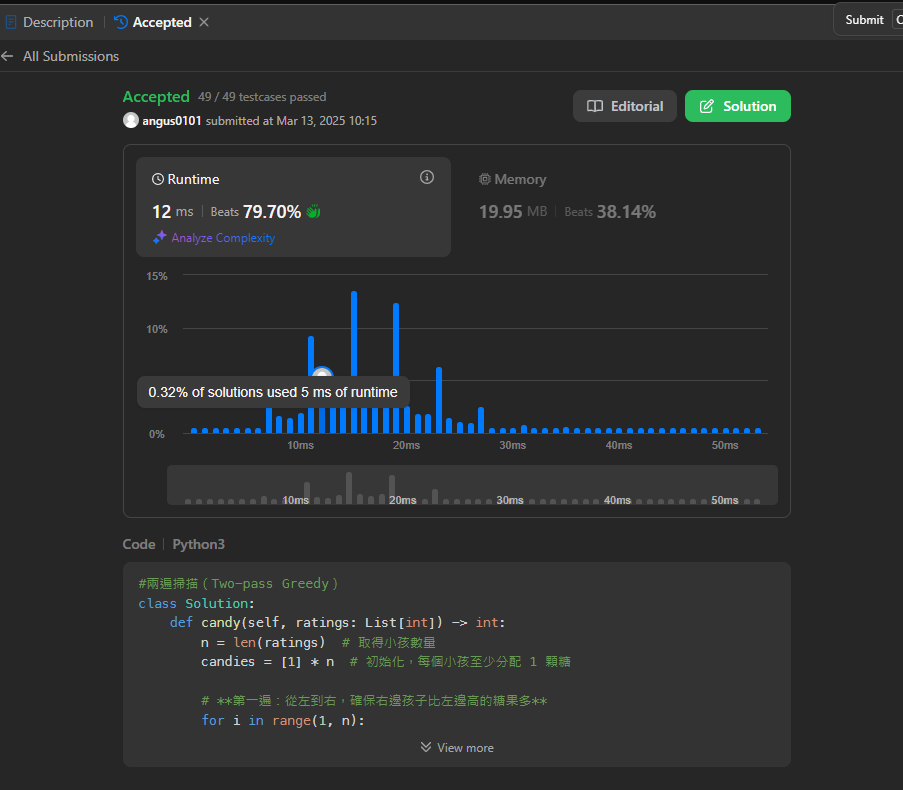 Description
Accepted
Submit
C
All Submissions
Accepted 49 / 49 testcases passed
angus0101 submitted at Mar 13, 2025 10:15
Editorial
Solution
Runtime
12 ms Beats 79.70%
Analyze Complexity
Memory
19.95 MB Beats 38.14%
15%
10%
0.32% of solutions used 5 ms of runtime
0%
10ms 20ms 30ms 40ms 50ms
10ms 20ms 30ms 40ms 50ms
Code Python3
#兩遍掃描（Two-pass Greedy）
class Solution:
def candy(self, ratings: List[int]) -> int:
n = len(ratings) # 取得小孩數量
candies = [1] * n # 初始化，每個小孩至少分配 1 顆糖
# **第一遍：從左到右，確保右邊孩子比左邊高的糖果多**
for i in range(1, n):
View more